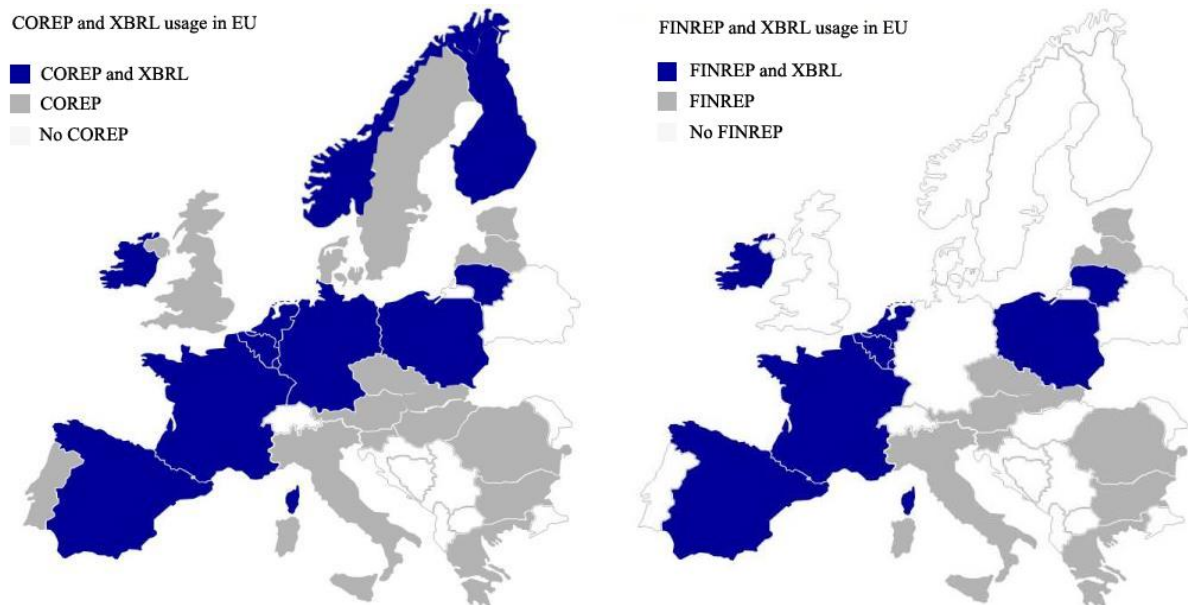 COREP and XBRL usage in EU
COREP and XBRL
COREP
No COREP
FINREP and XBRL usage in EU
FINREP and XBRL
FINREP
No FINREP